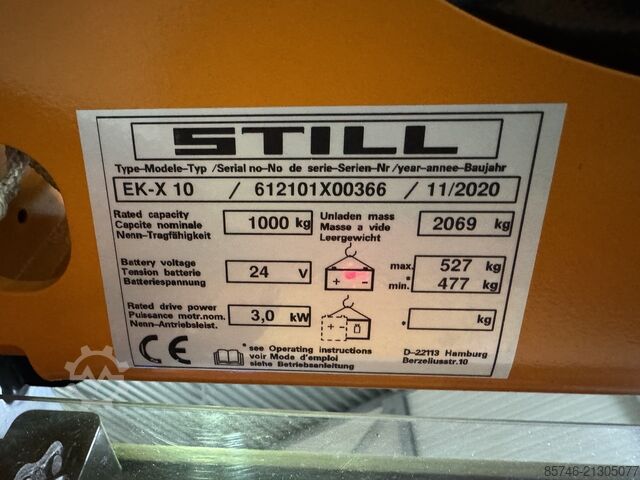 STILL
Type-Modele-Typ /Serial no-No de serie-Serien-Nr /year-annee-Baujahr
EK-X 10 / 612101X00366 / 11/2020
Rated capacity
Capcite nominale
Nenn-Tragfähigkeit
1000 kg
Unladen mass
Masse a vide
Leergewicht
2069 kg
Battery voltage
Tension batterie
Batteriespannung
24 V
+ -
max. 527 kg
min.* 477 kg
Rated drive power
Puissance motr.nom.
Nenn-Antriebsleist.
3,0 kW
+ -
* kg
CE
*see Operating instructions
voir Mode d'emploi
siehe Betriebsanleitung
D-22113 Hamburg
Berzeliusstr.10
85746-21305077